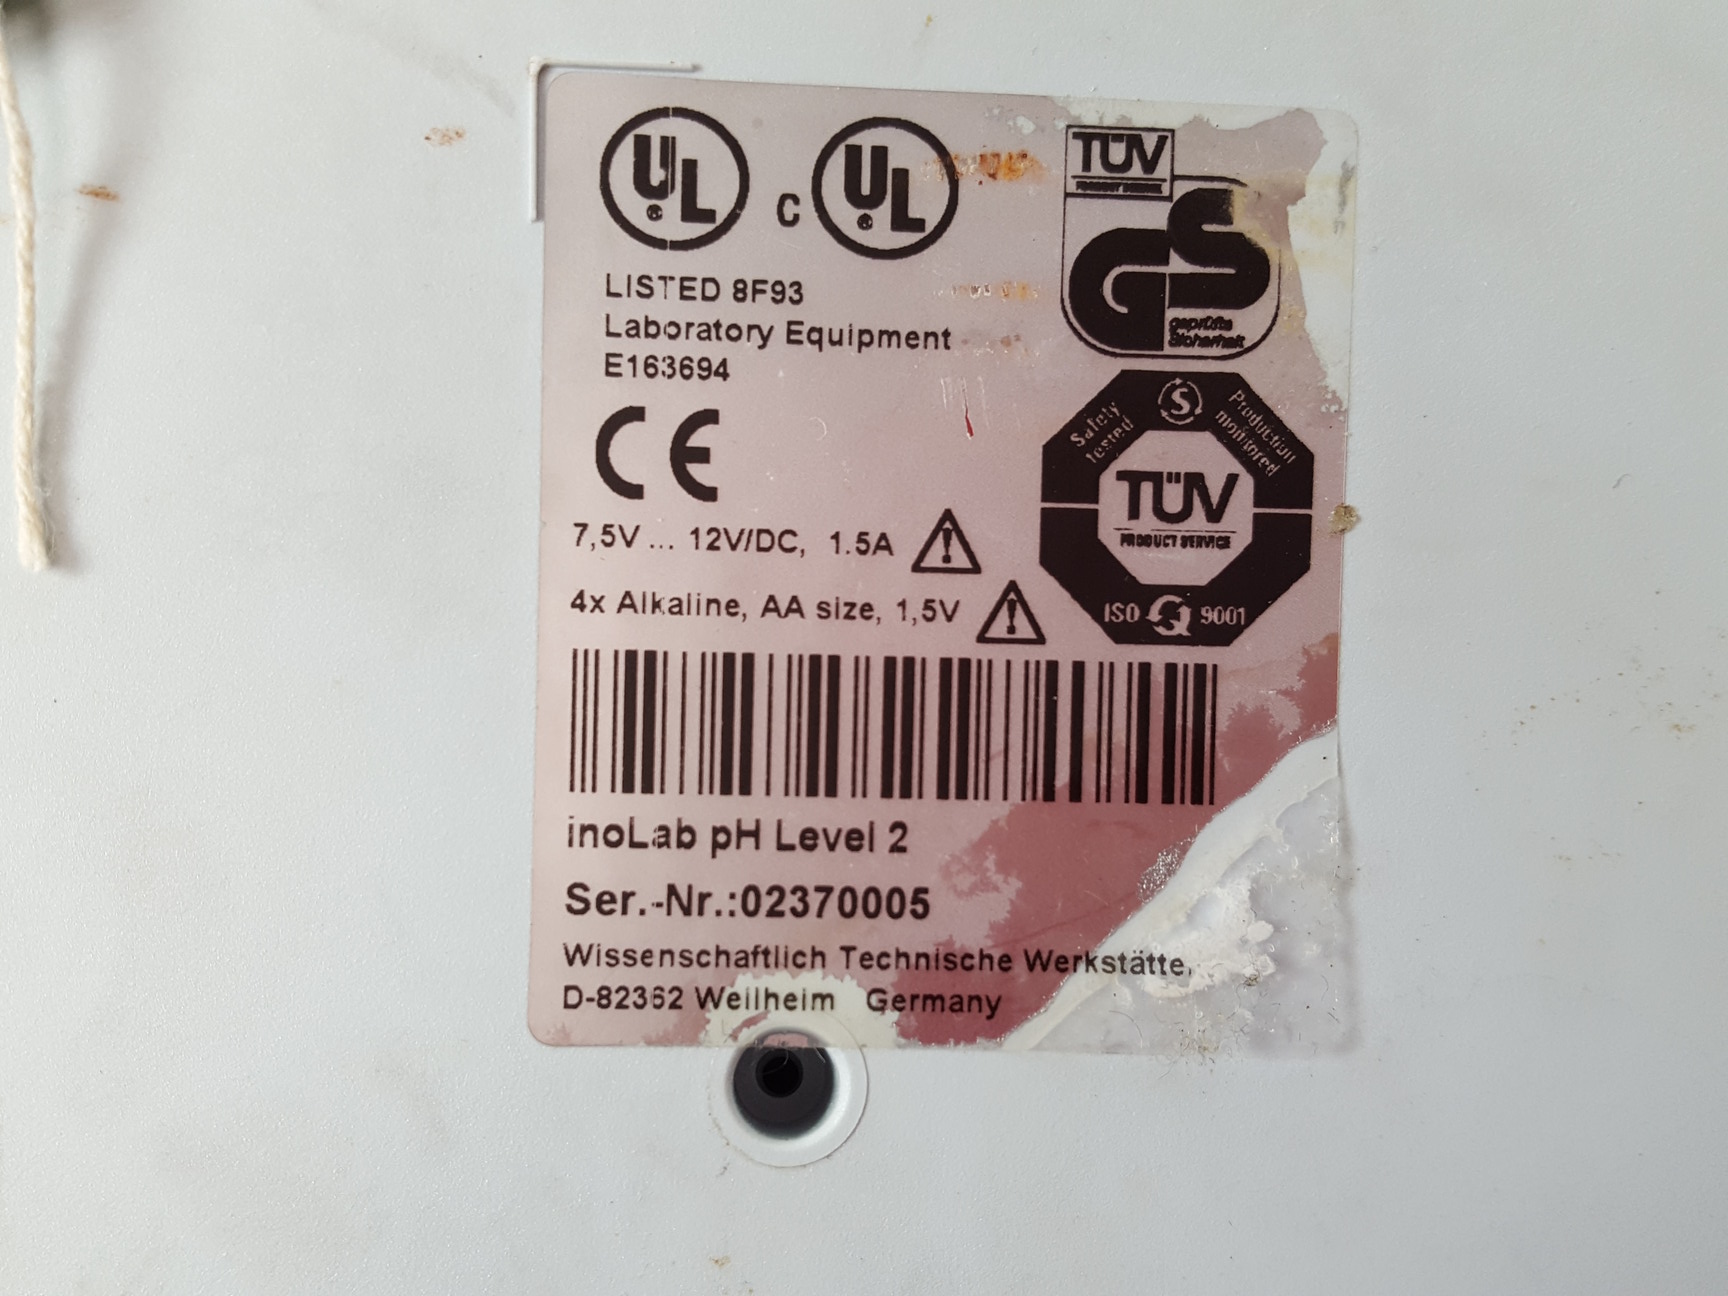 UL C UL
LISTED 8F93
Laboratory Equipment
E163694
CE
TÜV
PRODUCT SERVICE
GS
geprüfte
Sicherheit
Safety
tested
S
Production
monitored
TÜV
PRODUCT SERVICE
ISO 9001
7,5V ... 12V/DC, 1.5A
4x Alkaline, AA size, 1,5V
inoLab pH Level 2
Ser.-Nr.:02370005
Wissenschaftlich Technische Werkstätte,
D-82362 Weilheim Germany